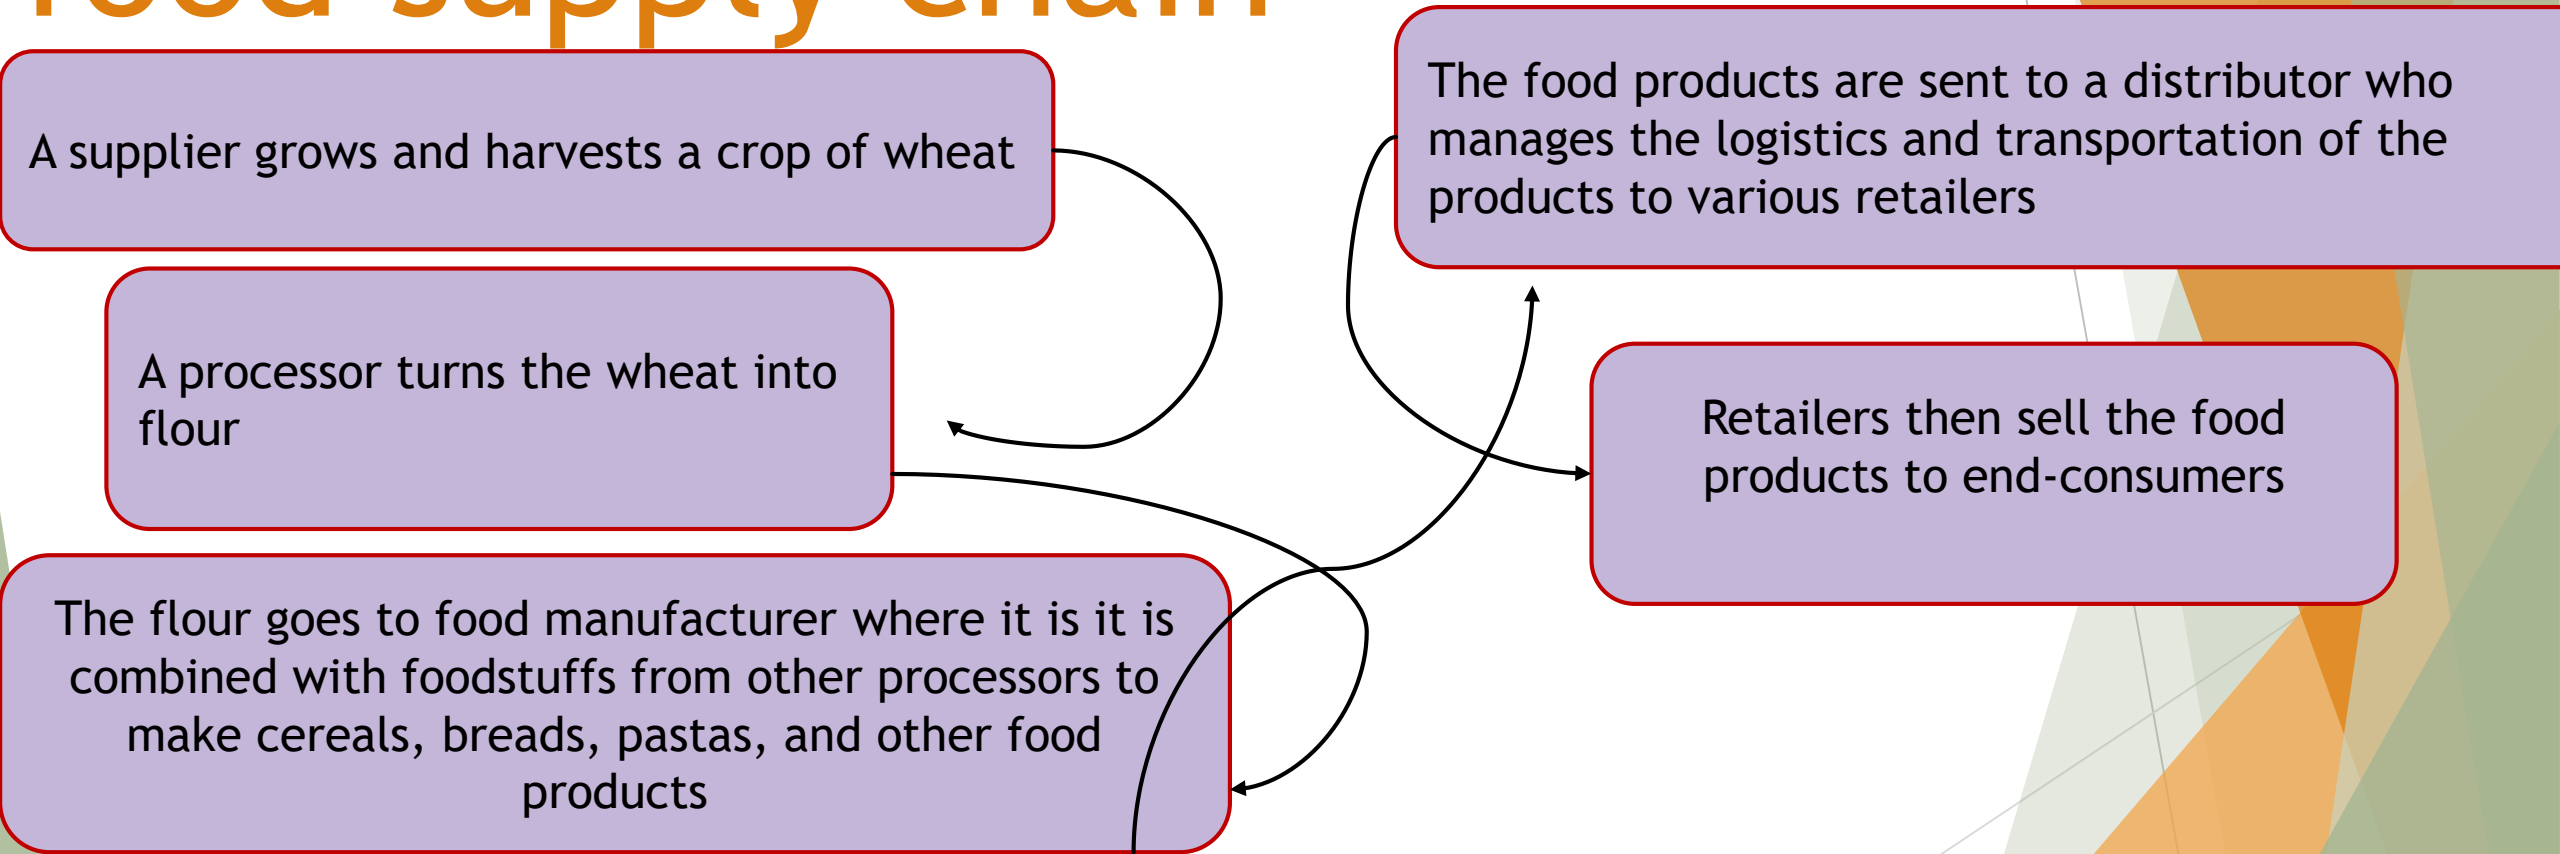 food supply chain
A supplier grows and harvests a crop of wheat
A processor turns the wheat into
flour
The flour goes to food manufacturer where it is it is
combined with foodstuffs from other processors to
make cereals, breads, pastas, and other food
products
The food products are sent to a distributor who
manages the logistics and transportation of the
products to various retailers
Retailers then sell the food
products to end-consumers